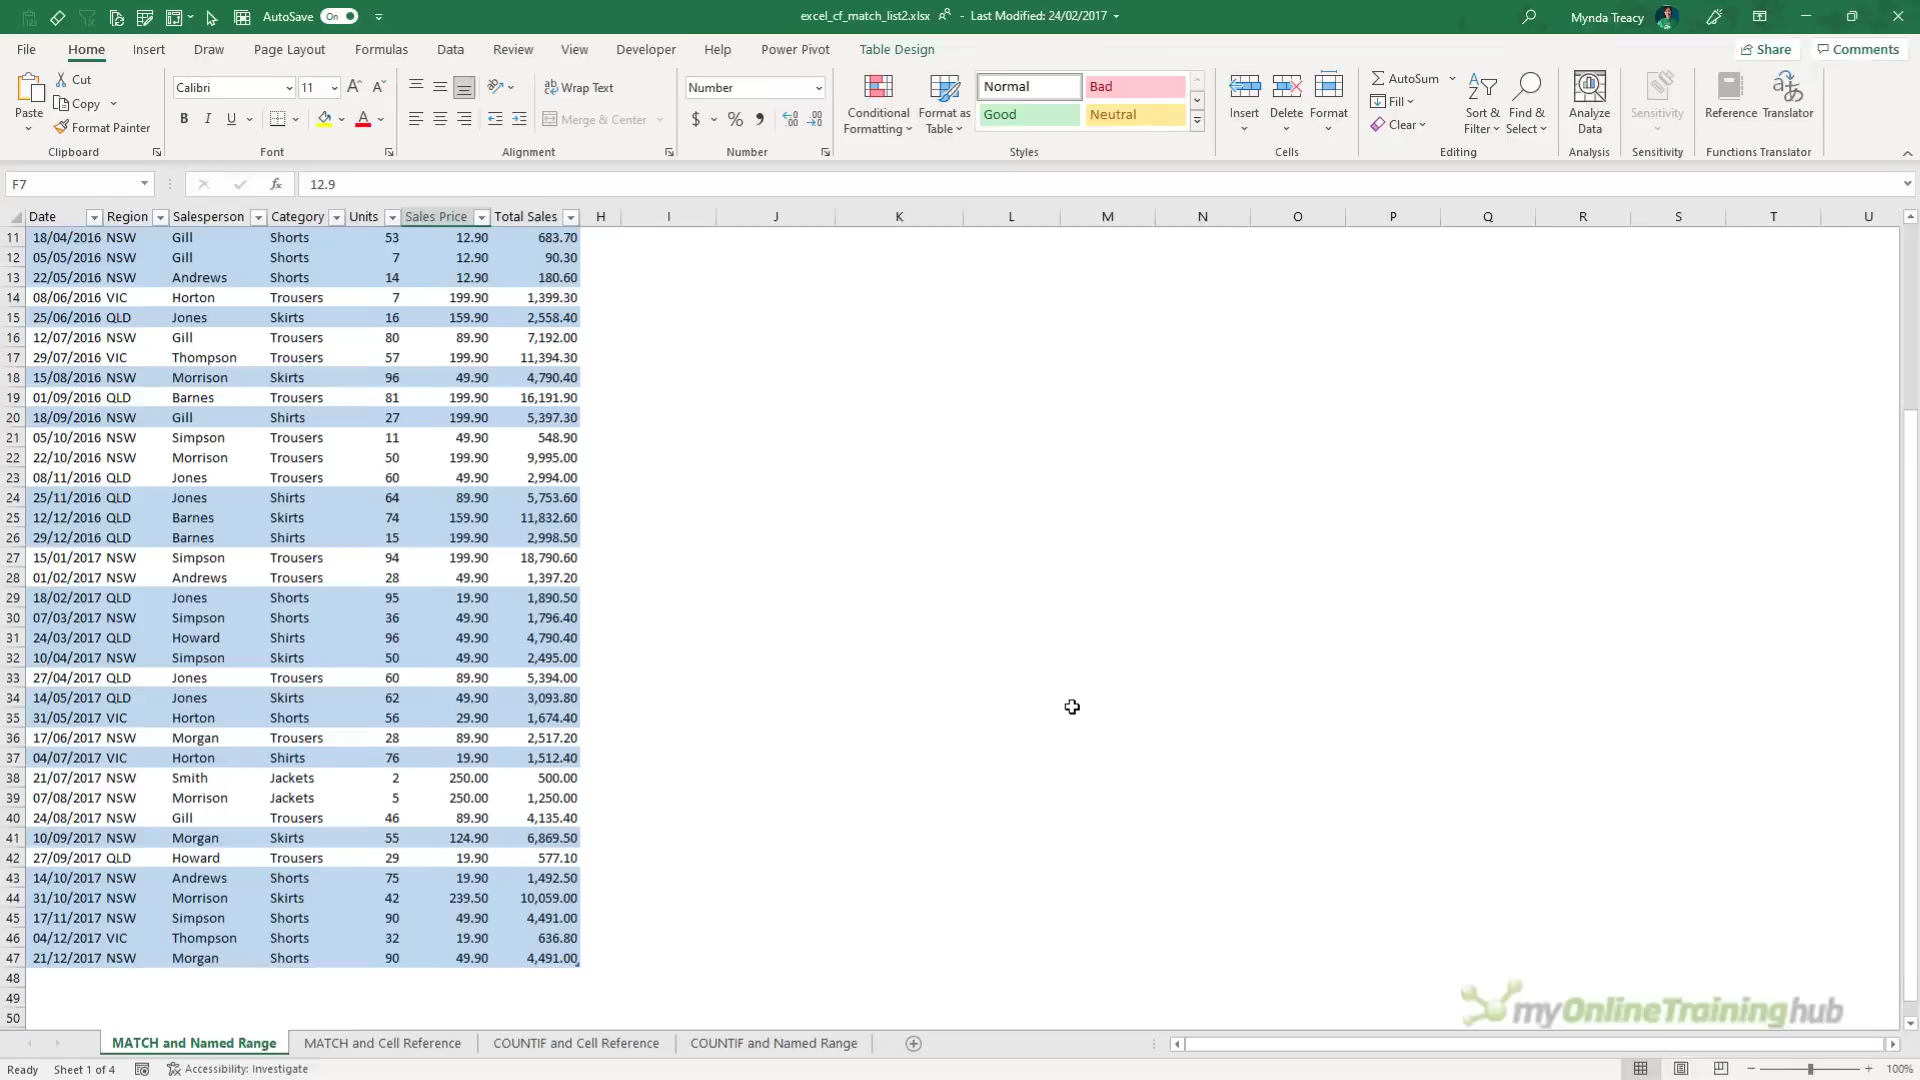 AutoSave On
excel_cf_match_list2.xlsx - Last Modified: 24/02/2017
Mynda Treacy
File Home Insert Draw Page Layout Formulas Data Review View Developer Help Power Pivot Table Design Share Comments
Paste Cut Copy Format Painter Clipboard
Calibri 11 B I U Font
Wrap Text Merge & Center Alignment
Number $ % Number
Conditional Formatting Format as Table Normal Bad Good Neutral Styles
Insert Delete Format Cells
AutoSum Fill Clear Sort & Filter Find & Select Editing
Analyze Data Analysis
Sensitivity Sensitivity
Reference Translator Functions Translator
F7 fx 12.9
Date Region Salesperson Category Units Sales Price Total Sales H I J K L M N O P Q R S T U
11 18/04/2016 NSW Gill Shorts 53 12.90 683.70
12 05/05/2016 NSW Gill Shorts 7 12.90 90.30
13 22/05/2016 NSW Andrews Shorts 14 12.90 180.60
14 08/06/2016 VIC Horton Trousers 7 199.90 1,399.30
15 25/06/2016 QLD Jones Skirts 16 159.90 2,558.40
16 12/07/2016 NSW Gill Trousers 80 89.90 7,192.00
17 29/07/2016 VIC Thompson Trousers 57 199.90 11,394.30
18 15/08/2016 NSW Morrison Skirts 96 49.90 4,790.40
19 01/09/2016 QLD Barnes Trousers 81 199.90 16,191.90
20 18/09/2016 NSW Gill Shirts 27 199.90 5,397.30
21 05/10/2016 NSW Simpson Trousers 11 49.90 548.90
22 22/10/2016 NSW Morrison Trousers 50 199.90 9,995.00
23 08/11/2016 QLD Jones Trousers 60 49.90 2,994.00
24 25/11/2016 QLD Jones Shirts 64 89.90 5,753.60
25 12/12/2016 QLD Barnes Skirts 74 159.90 11,832.60
26 29/12/2016 QLD Barnes Shirts 15 199.90 2,998.50
27 15/01/2017 NSW Simpson Trousers 94 199.90 18,790.60
28 01/02/2017 NSW Andrews Trousers 28 49.90 1,397.20
29 18/02/2017 QLD Jones Shorts 95 19.90 1,890.50
30 07/03/2017 NSW Simpson Shorts 36 49.90 1,796.40
31 24/03/2017 QLD Howard Shirts 96 49.90 4,790.40
32 10/04/2017 NSW Simpson Skirts 50 49.90 2,495.00
33 27/04/2017 QLD Jones Trousers 60 89.90 5,394.00
34 14/05/2017 QLD Jones Skirts 62 49.90 3,093.80
35 31/05/2017 VIC Horton Shorts 56 29.90 1,674.40
36 17/06/2017 NSW Morgan Trousers 28 89.90 2,517.20
37 04/07/2017 VIC Horton Shirts 76 19.90 1,512.40
38 21/07/2017 NSW Smith Jackets 2 250.00 500.00
39 07/08/2017 NSW Morrison Jackets 5 250.00 1,250.00
40 24/08/2017 NSW Gill Trousers 46 89.90 4,135.40
41 10/09/2017 NSW Morgan Skirts 55 124.90 6,869.50
42 27/09/2017 QLD Howard Trousers 29 19.90 577.10
43 14/10/2017 NSW Andrews Shorts 75 19.90 1,492.50
44 31/10/2017 NSW Morrison Skirts 42 239.50 10,059.00
45 17/11/2017 NSW Simpson Shorts 90 49.90 4,491.00
46 04/12/2017 VIC Thompson Shorts 32 19.90 636.80
47 21/12/2017 NSW Morgan Shorts 90 49.90 4,491.00
48
49
50
myOnlineTraininghub
MATCH and Named Range MATCH and Cell Reference COUNTIF and Cell Reference COUNTIF and Named Range
Ready Sheet 1 of 4 Accessibility: Investigate 100%